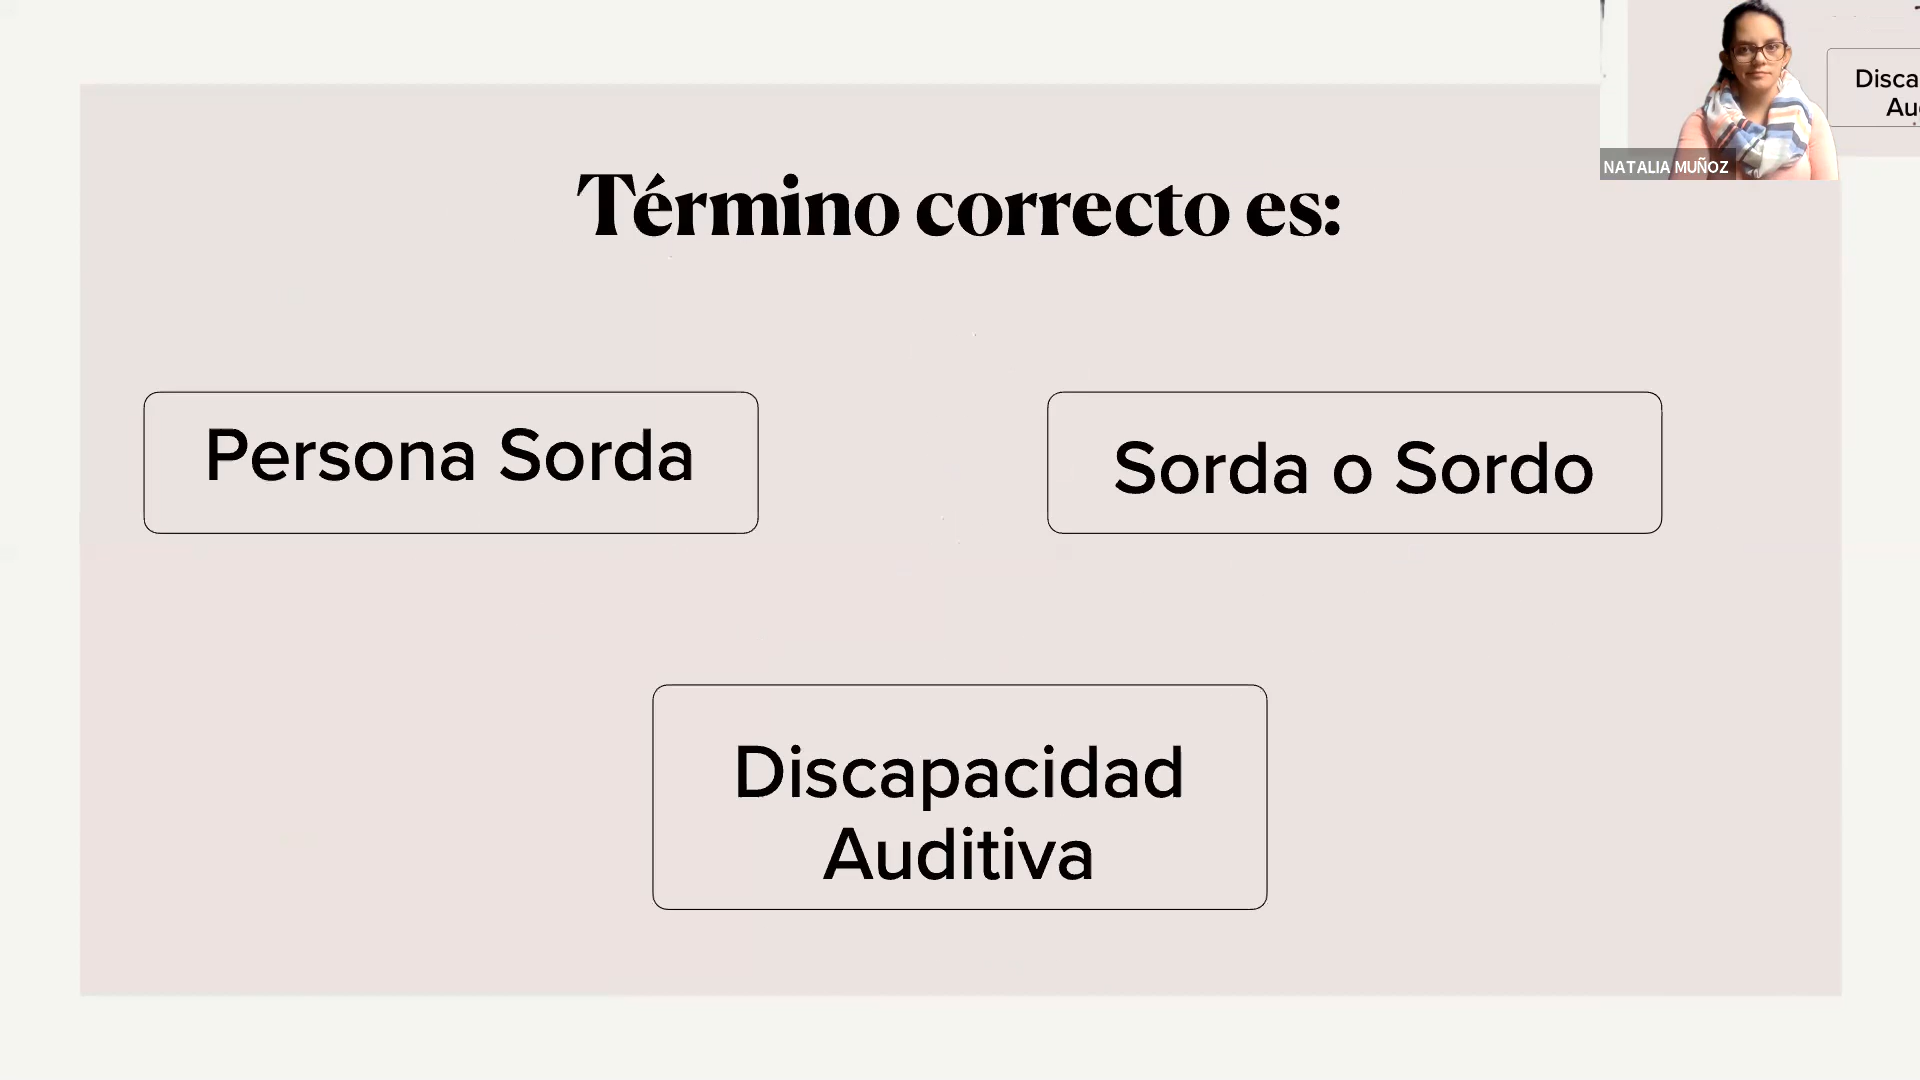 Término correcto es:
Persona Sorda
Sorda o Sordo
Discapacidad
Auditiva
NATALIA MUÑOZ